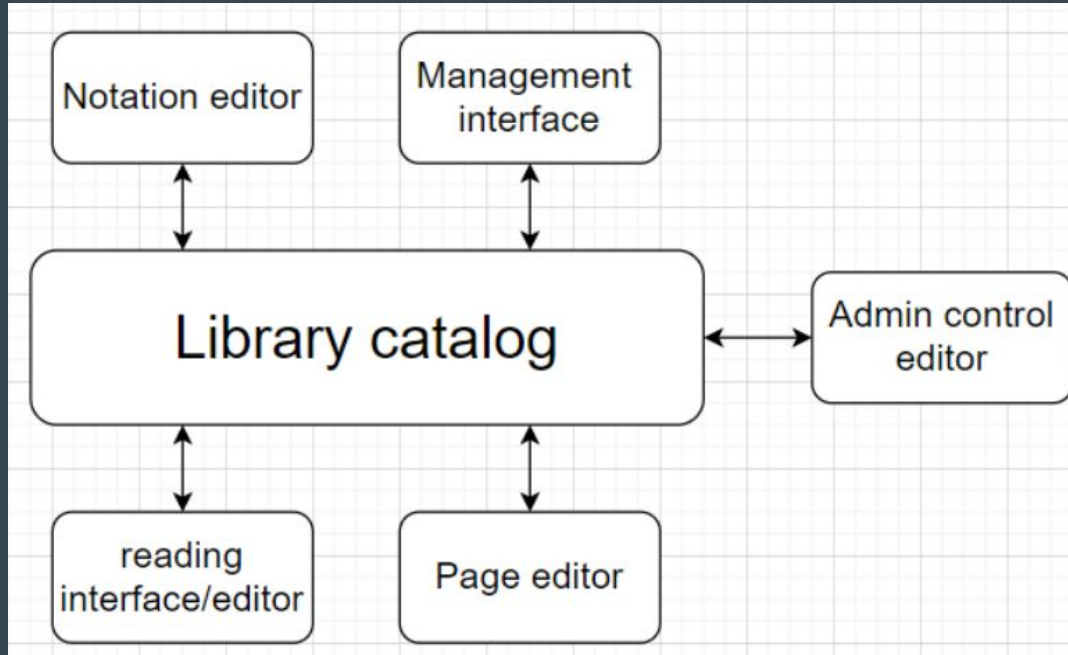 Notation editor
Management
interface
Library catalog
Admin control
editor
reading
interface/editor
Page editor